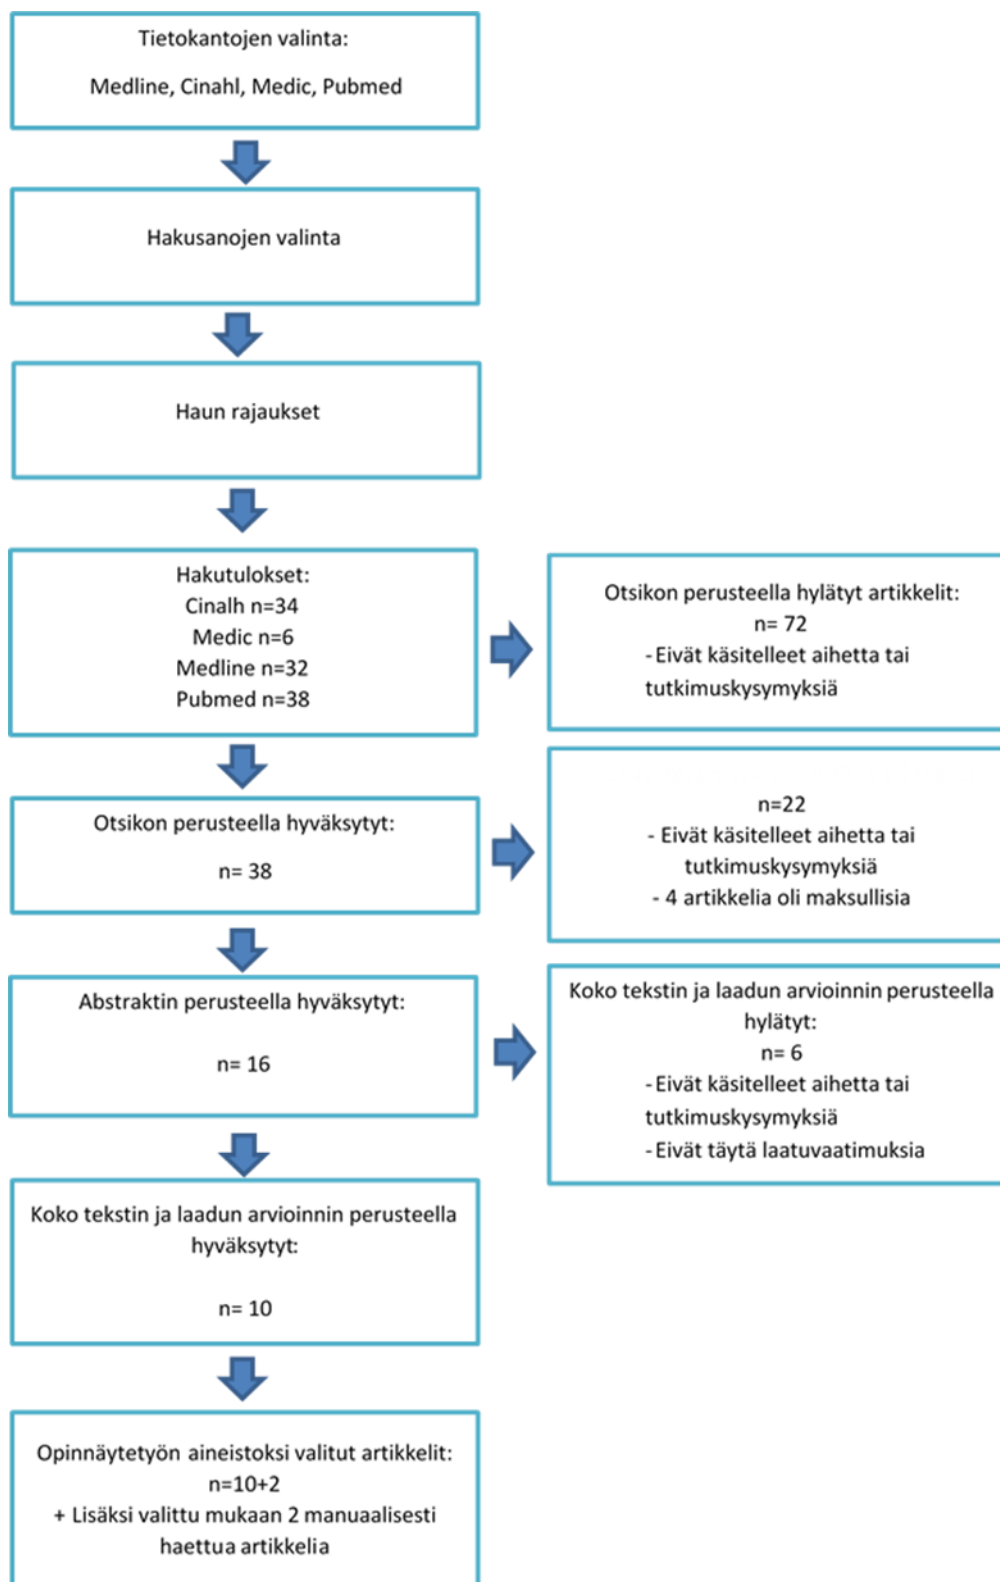 Tietokantojen valinta:
Medline, Cinahl, Medic, Pubmed
Hakusanojen valinta
Haun rajaukset
Hakutulokset:
Cinalh n=34
Medic n=6
Medline n=32
Pubmed n=38
Otsikon perusteella hylätyt artikkelit:
n= 72
- Eivät käsitelleet aihetta tai
tutkimuskysymyksiä
Otsikon perusteella hyväksytyt:
n= 38
n=22
- Eivät käsitelleet aihetta tai
tutkimuskysymyksiä
- 4 artikkelia oli maksullisia
Abstraktin perusteella hyväksytyt:
n= 16
Koko tekstin ja laadun arvioinnin perusteella
hylätyt:
n= 6
- Eivät käsitelleet aihetta tai
tutkimuskysymyksiä
- Eivät täytä laatuvaatimuksia
Koko tekstin ja laadun arvioinnin perusteella
hyväksytyt:
n= 10
Opinnäytetyön aineistoksi valitut artikkelit:
n=10+2
+ Lisäksi valittu mukaan 2 manuaalisesti
haettua artikkelia